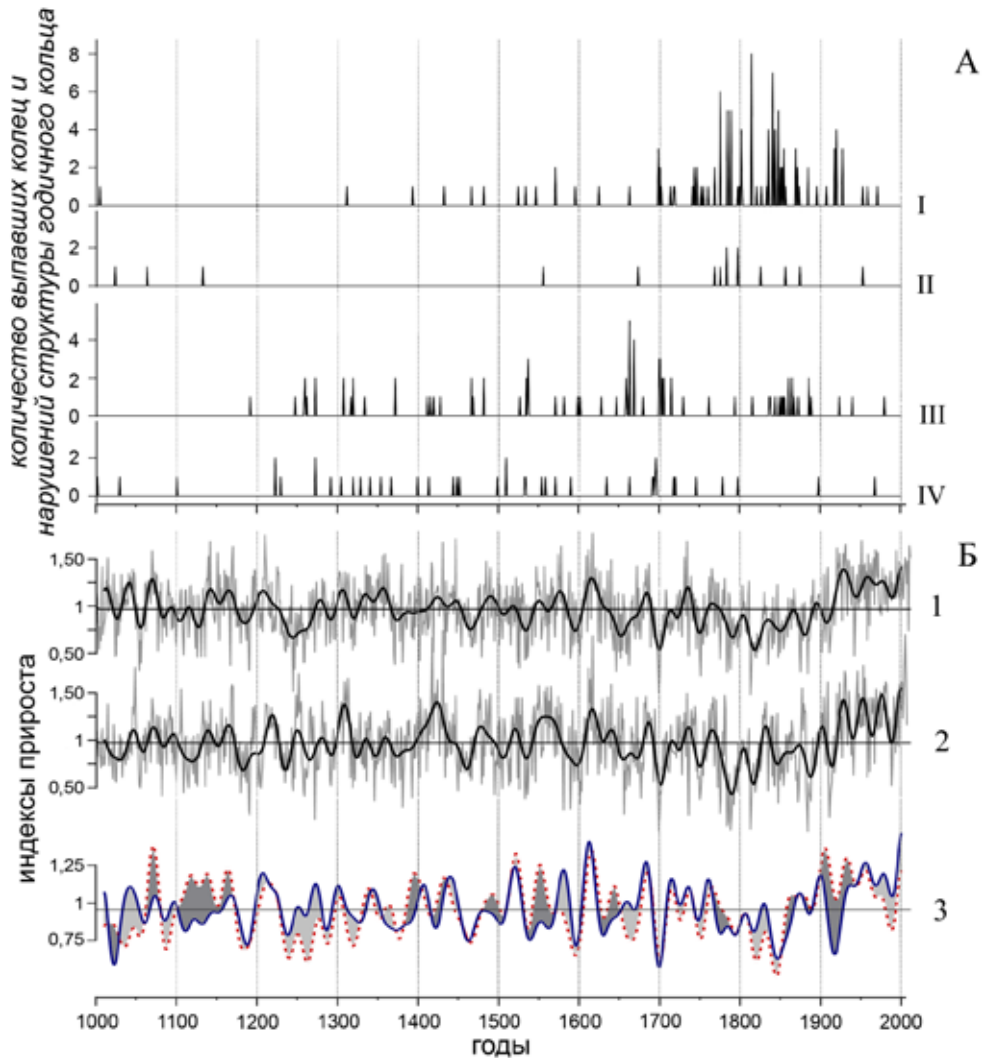 количество выпавших колец и
нарушений структуры годичного кольца
А
8
6
4
2
0
I
2
0
II
4
2
0
III
2
0
IV
Б
индексы прироста
1,50
1
0,50
1
1,50
1
0,50
2
1,25
1
0,75
3
1000 1100 1200 1300 1400 1500 1600 1700 1800 1900 2000
годы